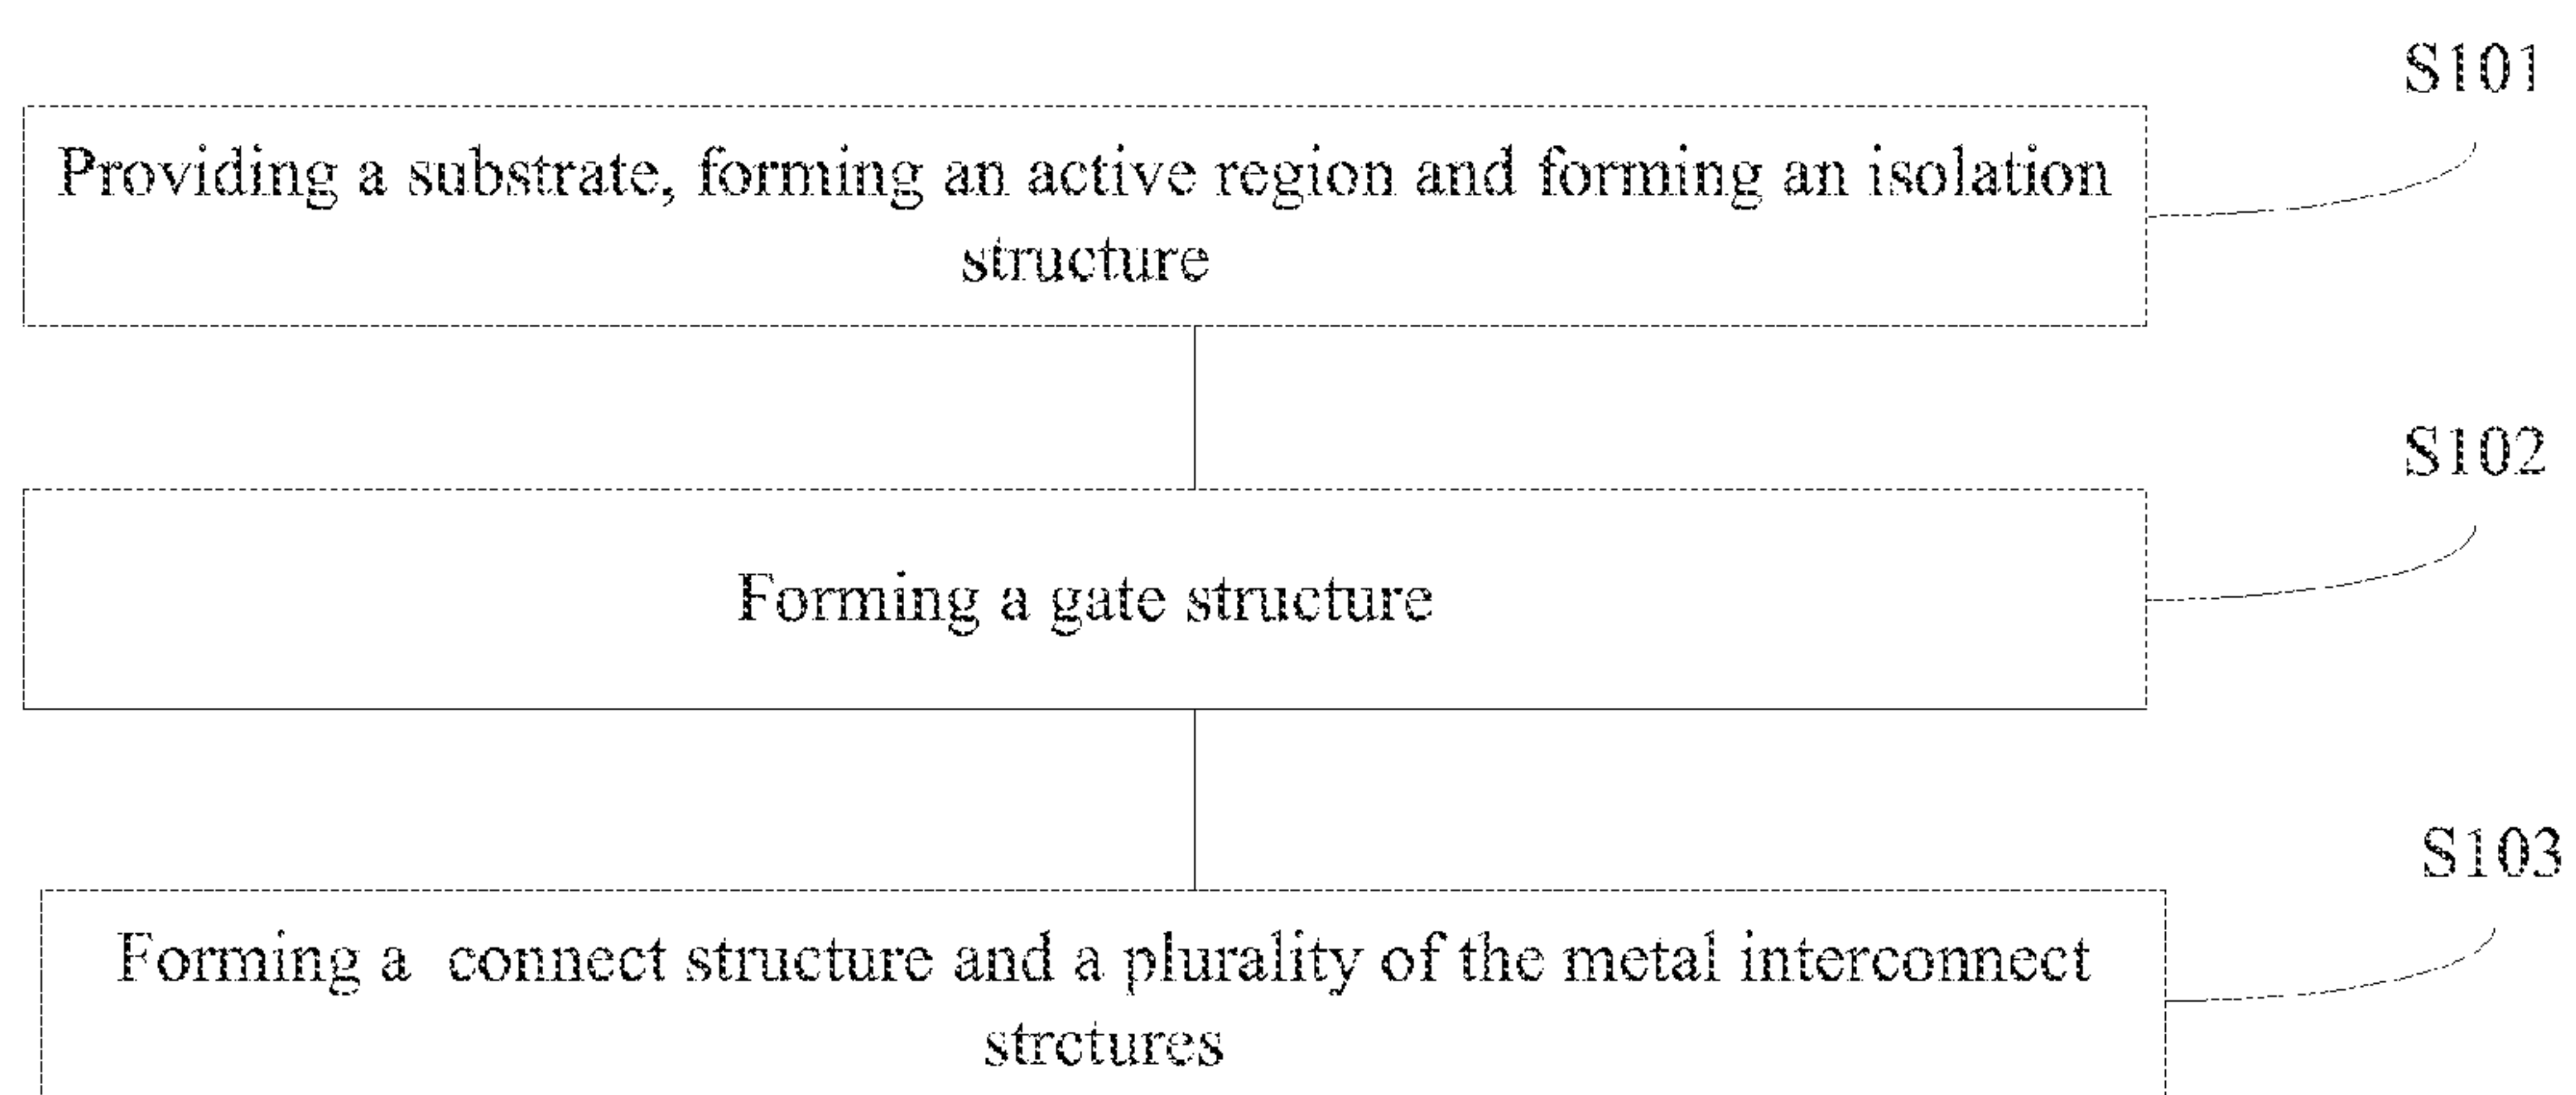 S101
Providing a substrate, forming an active region and forming an isolation
structure
S102
Forming a gate structure
S103
Forming a  connect structure and a plurality of the metal interconnect
strctures